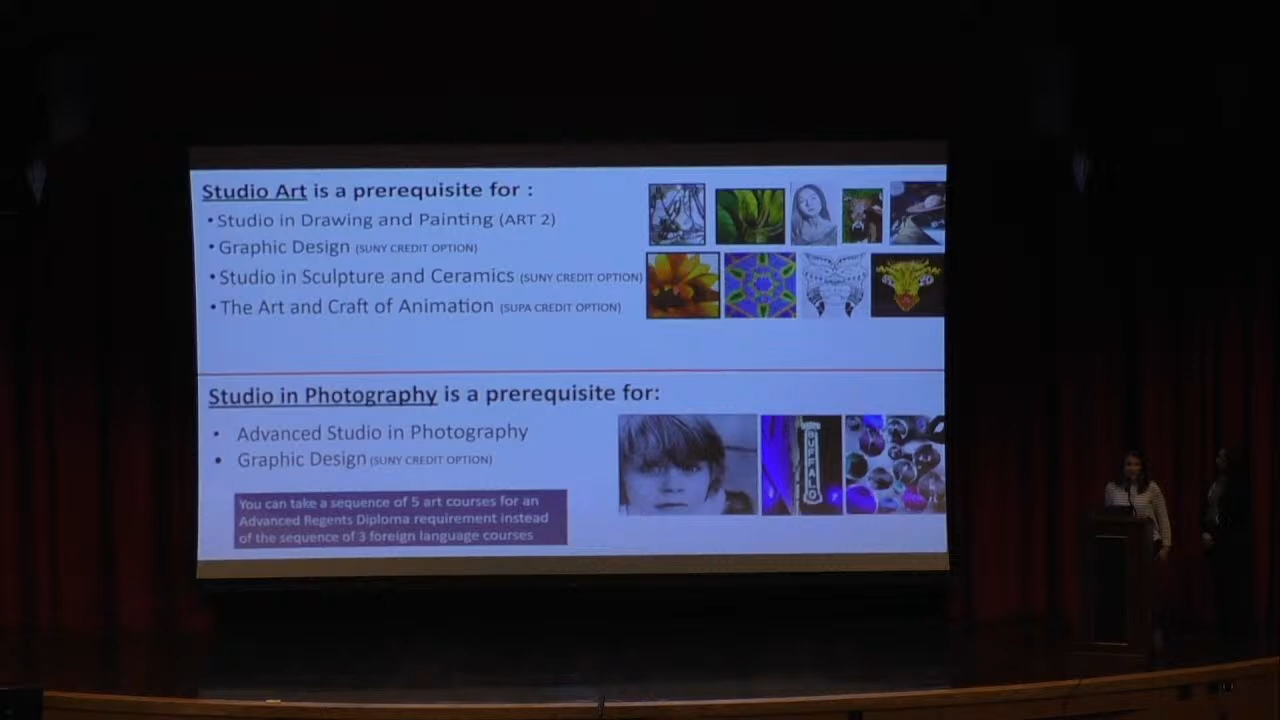 Studio Art is a prerequisite for :
•Studio in Drawing and Painting (ART 2)
•Graphic Design (SUNY CREDIT OPTION)
•Studio in Sculpture and Ceramics (SUNY CREDIT OPTION)
•The Art and Craft of Animation (SUPA CREDIT OPTION)
Studio in Photography is a prerequisite for:
• Advanced Studio in Photography
• Graphic Design (SUNY CREDIT OPTION)
BUFFALO
You can take a sequence of 5 art courses for an
Advanced Regents Diploma requirement instead
of the sequence of 3 foreign language courses